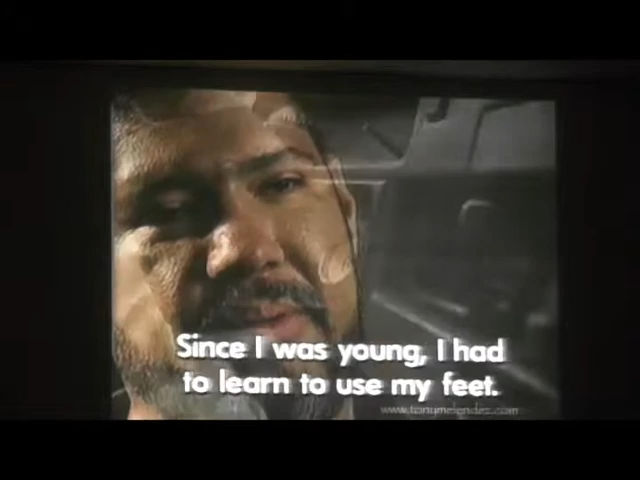 Since I was young, I had
to learn to use my feet.
www.tonymelendez.com